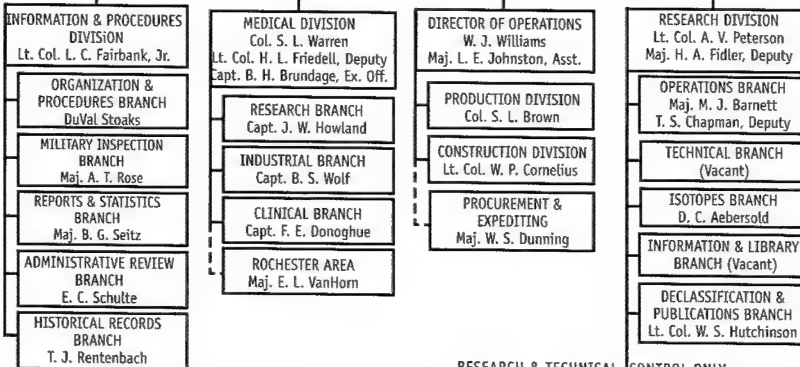 INFORMATION & PROCEDURES
DIVISION
Lt. Col. L. C. Fairbank, Jr.
ORGANIZATION &
PROCEDURES BRANCH
DuVal Stoaks
MILITARY INSPECTION
BRANCH
Maj. A. T. Rose
REPORTS & STATISTICS
BRANCH
Maj. B. G. Seitz
ADMINISTRATIVE REVIEW
BRANCH
E. C. Schulte
HISTORICAL RECORDS
BRANCH
T. J. Rentenbach
MEDICAL DIVISION
Col. S. L. Warren
Lt. Col. H. L. Friedell, Deputy
Capt. B. H. Brundage, Ex. Off.
RESEARCH BRANCH
Capt. J. W. Howland
INDUSTRIAL BRANCH
Capt. B. S. Wolf
CLINICAL BRANCH
Capt. F. E. Donoghue
ROCHESTER AREA
Maj. E. L. VanHorn
DIRECTOR OF OPERATIONS
W. J. Williams
Maj. L. E. Johnston, Asst.
PRODUCTION DIVISION
Col. S. L. Brown
CONSTRUCTION DIVISION
Lt. Col. W. P. Cornelius
PROCUREMENT &
EXPEDITING
Maj. W. S. Dunning
RESEARCH DIVISION
Lt. Col. A. V. Peterson
Maj. H. A. Fidler, Deputy
OPERATIONS BRANCH
Maj. M. J. Barnett
T. S. Chapman, Deputy
TECHNICAL BRANCH
(Vacant)
ISOTOPES BRANCH
D. C. Aebersold
INFORMATION & LIBRARY
BRANCH (Vacant)
DECLASSIFICATION &
PUBLICATIONS BRANCH
Lt. Col. W. S. Hutchinson
RESEARCH & TECHNICAL CONTROL ONLY